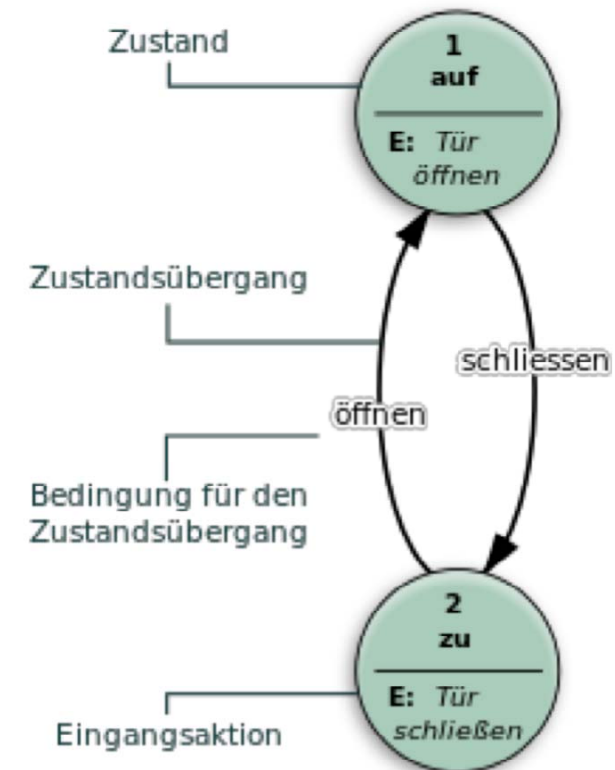 Zustand
1
auf
E: Tür
öffnen
Zustandsübergang
schliessen
öffnen
Bedingung für den
Zustandsübergang
2
zu
E: Tür
schließen
Eingangsaktion